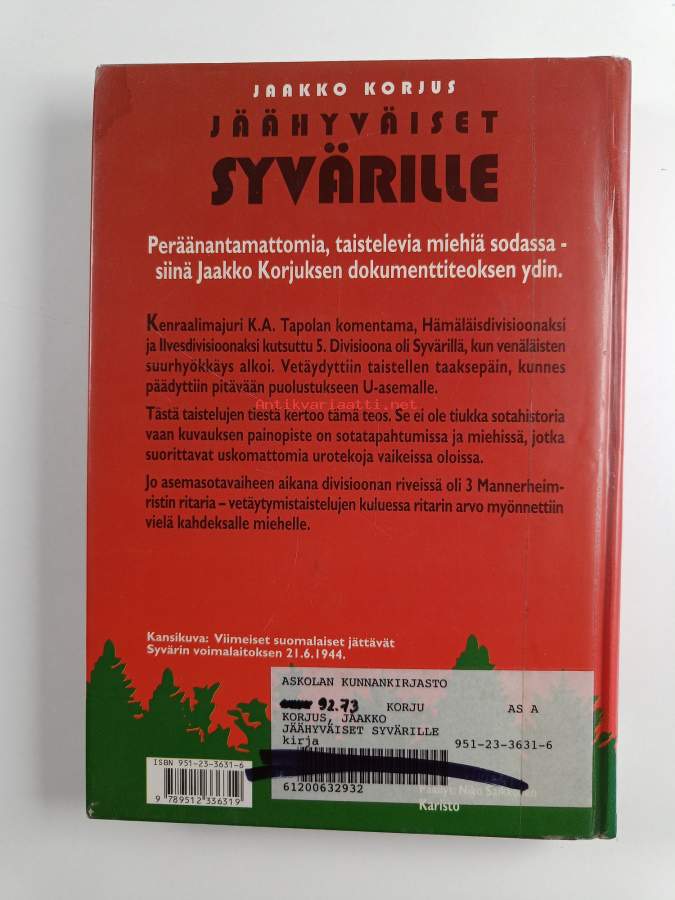 JAAKKO KORJUS
JÄÄHYVÄISET
SYVÄRILLE
Peräänantamattomia, taistelevia miehiä sodassa -
siinä Jaakko Korjuksen dokumenttiteoksen ydin.
Kenraalimajuri K.A. Tapolan komentama, Hämäläisdivisioonaksi
ja Ilvesdivisioonaksi kutsuttu 5. Divisioona oli Syvärillä, kun venäläisten
suurhyökkäys alkoi. Vetäydyttiin taistellen taaksepäin, kunnes
päädyttiin pitävään puolustukseen U-asemalle.
Antikvariaatti.net
Tästä taistelujen tiestä kertoo tämä teos. Se ei ole tiukka sotahistoria
vaan kuvauksen painopiste on sotatapahtumissa ja miehissä, jotka
suorittavat uskomattomia urotekoja vaikeissa oloissa.
Jo asemasotavaiheen aikana divisioonan riveissä oli 3 Mannerheim-
ristin ritaria – vetäytymistaistelujen kuluessa ritarin arvo myönnettiin
vielä kahdeksalle miehelle.
Kansikuva: Viimeiset suomalaiset jättävät
Syvärin voimalaitoksen 21.6.1944.
ASKOLAN KUNNANKIRJASTO
92.73 KORJU AS A
KORJUS, JAAKKO
JÄÄHYVÄISET SYVÄRILLE
kirja 951-23-3631-6
61200632932
ISBN 951-23-3631-6
9 789512 336319
Karisto